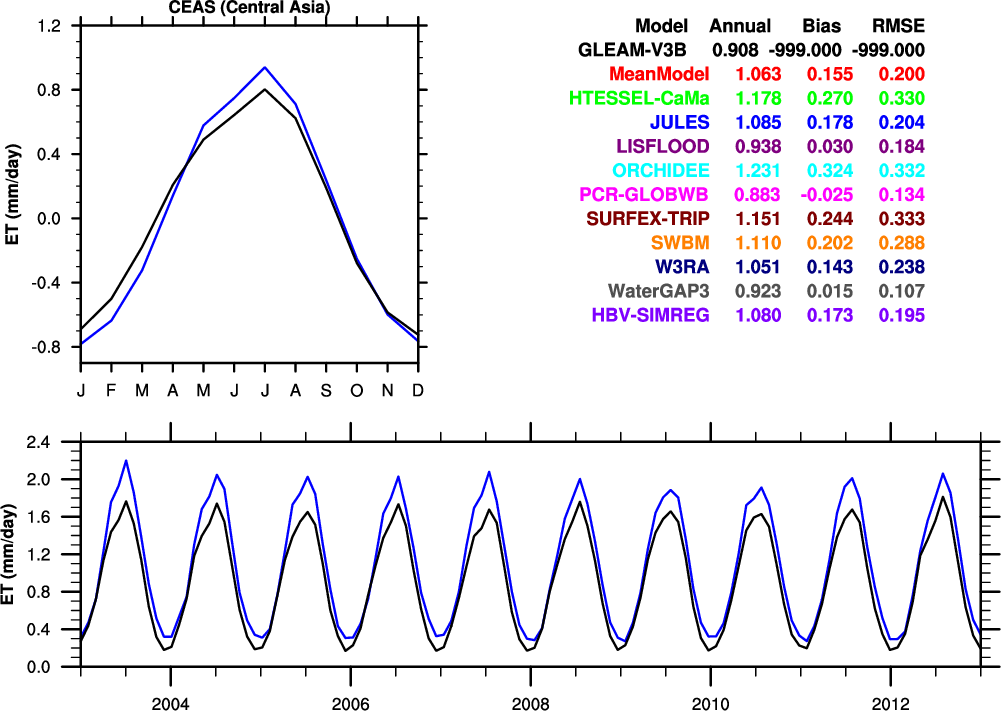 CEAS (Central Asia)
1.2
0.8
0.4
0.0
-0.4
-0.8
ET (mm/day)
J F M A M J J A S O N D
Model Annual Bias RMSE
GLEAM-V3B 0.908 -999.000 -999.000
MeanModel 1.063 0.155 0.200
HTESSEL-CaMa 1.178 0.270 0.330
JULES 1.085 0.178 0.204
LISFLOOD 0.938 0.030 0.184
ORCHIDEE 1.231 0.324 0.332
PCR-GLOBWB 0.883 -0.025 0.134
SURFEX-TRIP 1.151 0.244 0.333
SWBM 1.110 0.202 0.288
W3RA 1.051 0.143 0.238
WaterGAP3 0.923 0.015 0.107
HBV-SIMREG 1.080 0.173 0.195
2.4
2.0
1.6
1.2
0.8
0.4
0.0
ET (mm/day)
2004 2006 2008 2010 2012